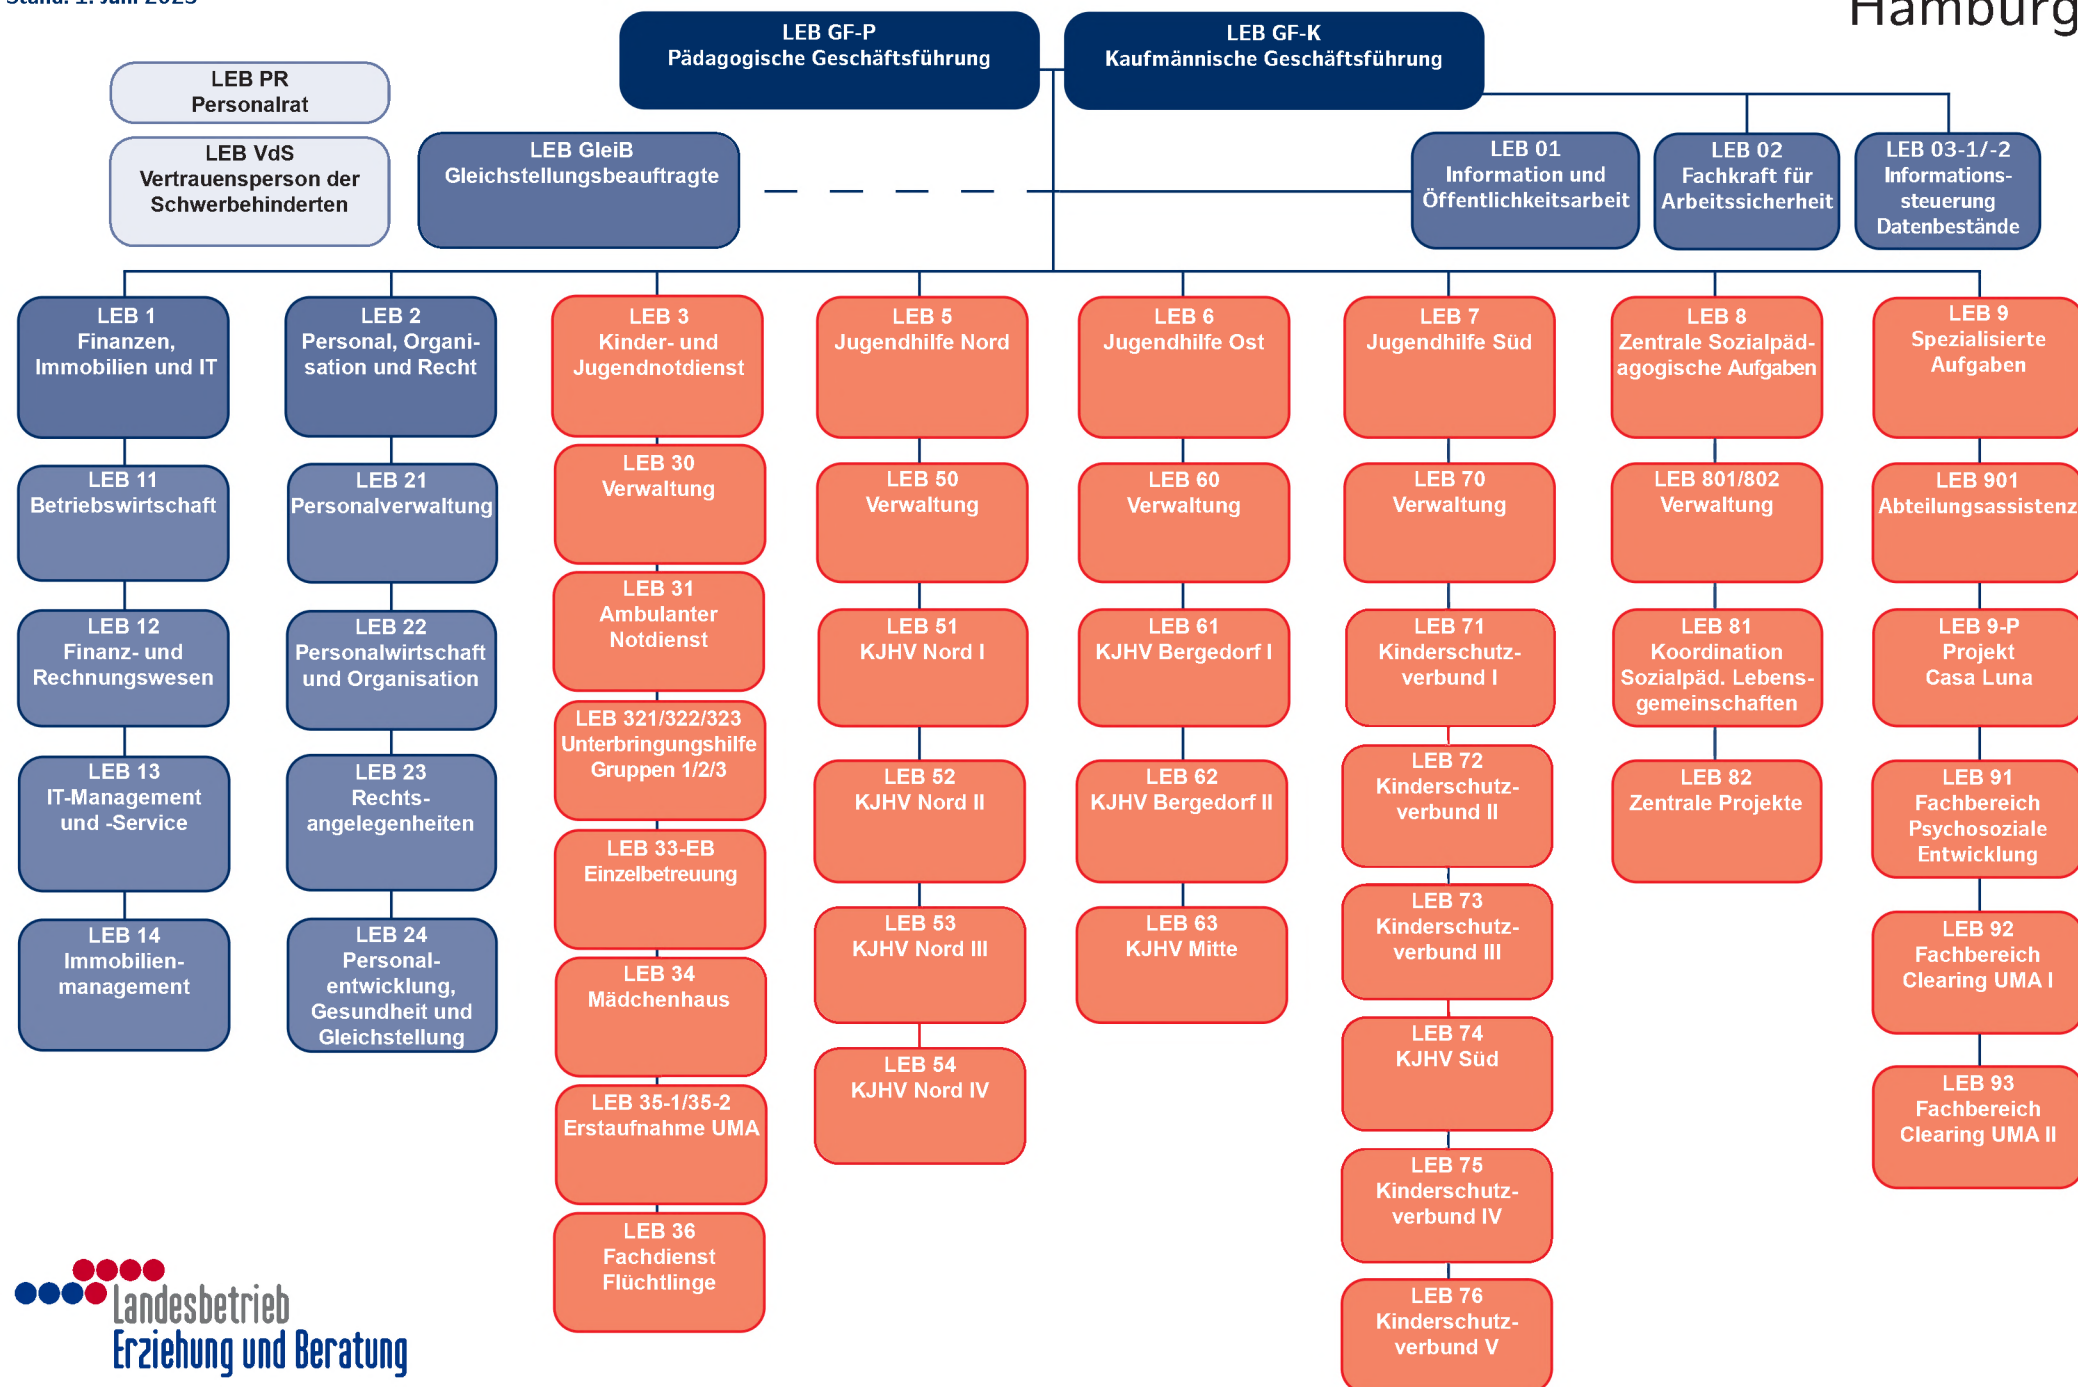 Stand: 1. Juni 2023
Hamburg
LEB GF-P
Pädagogische Geschäftsführung
LEB GF-K
Kaufmännische Geschäftsführung
LEB PR
Personalrat
LEB VdS
Vertrauensperson der
Schwerbehinderten
LEB GleiB
Gleichstellungsbeauftragte
LEB 01
Information und
Öffentlichkeitsarbeit
LEB 02
Fachkraft für
Arbeitssicherheit
LEB 03-1/-2
Informations-
steuerung
Datenbestände
LEB 1
Finanzen,
Immobilien und IT
LEB 11
Betriebswirtschaft
LEB 12
Finanz- und
Rechnungswesen
LEB 13
IT-Management
und -Service
LEB 14
Immobilien-
management
LEB 2
Personal, Organi-
sation und Recht
LEB 21
Personalverwaltung
LEB 22
Personalwirtschaft
und Organisation
LEB 23
Rechts-
angelegenheiten
LEB 24
Personal-
entwicklung,
Gesundheit und
Gleichstellung
LEB 3
Kinder- und
Jugendnotdienst
LEB 30
Verwaltung
LEB 31
Ambulanter
Notdienst
LEB 321/322/323
Unterbringungshilfe
Gruppen 1/2/3
LEB 33-EB
Einzelbetreuung
LEB 34
Mädchenhaus
LEB 35-1/35-2
Erstaufnahme UMA
LEB 36
Fachdienst
Flüchtlinge
LEB 5
Jugendhilfe Nord
LEB 50
Verwaltung
LEB 51
KJHV Nord I
LEB 52
KJHV Nord II
LEB 53
KJHV Nord III
LEB 54
KJHV Nord IV
LEB 6
Jugendhilfe Ost
LEB 60
Verwaltung
LEB 61
KJHV Bergedorf I
LEB 62
KJHV Bergedorf II
LEB 63
KJHV Mitte
LEB 7
Jugendhilfe Süd
LEB 70
Verwaltung
LEB 71
Kinderschutz-
verbund I
LEB 72
Kinderschutz-
verbund II
LEB 73
Kinderschutz-
verbund III
LEB 74
KJHV Süd
LEB 75
Kinderschutz-
verbund IV
LEB 76
Kinderschutz-
verbund V
LEB 8
Zentrale Sozialpäd-
agogische Aufgaben
LEB 801/802
Verwaltung
LEB 81
Koordination
Sozialpäd. Lebens-
gemeinschaften
LEB 82
Zentrale Projekte
LEB 9
Spezialisierte
Aufgaben
LEB 901
Abteilungsassistenz
LEB 9-P
Projekt
Casa Luna
LEB 91
Fachbereich
Psychosoziale
Entwicklung
LEB 92
Fachbereich
Clearing UMA I
LEB 93
Fachbereich
Clearing UMA II
Landesbetrieb
Erziehung und Beratung